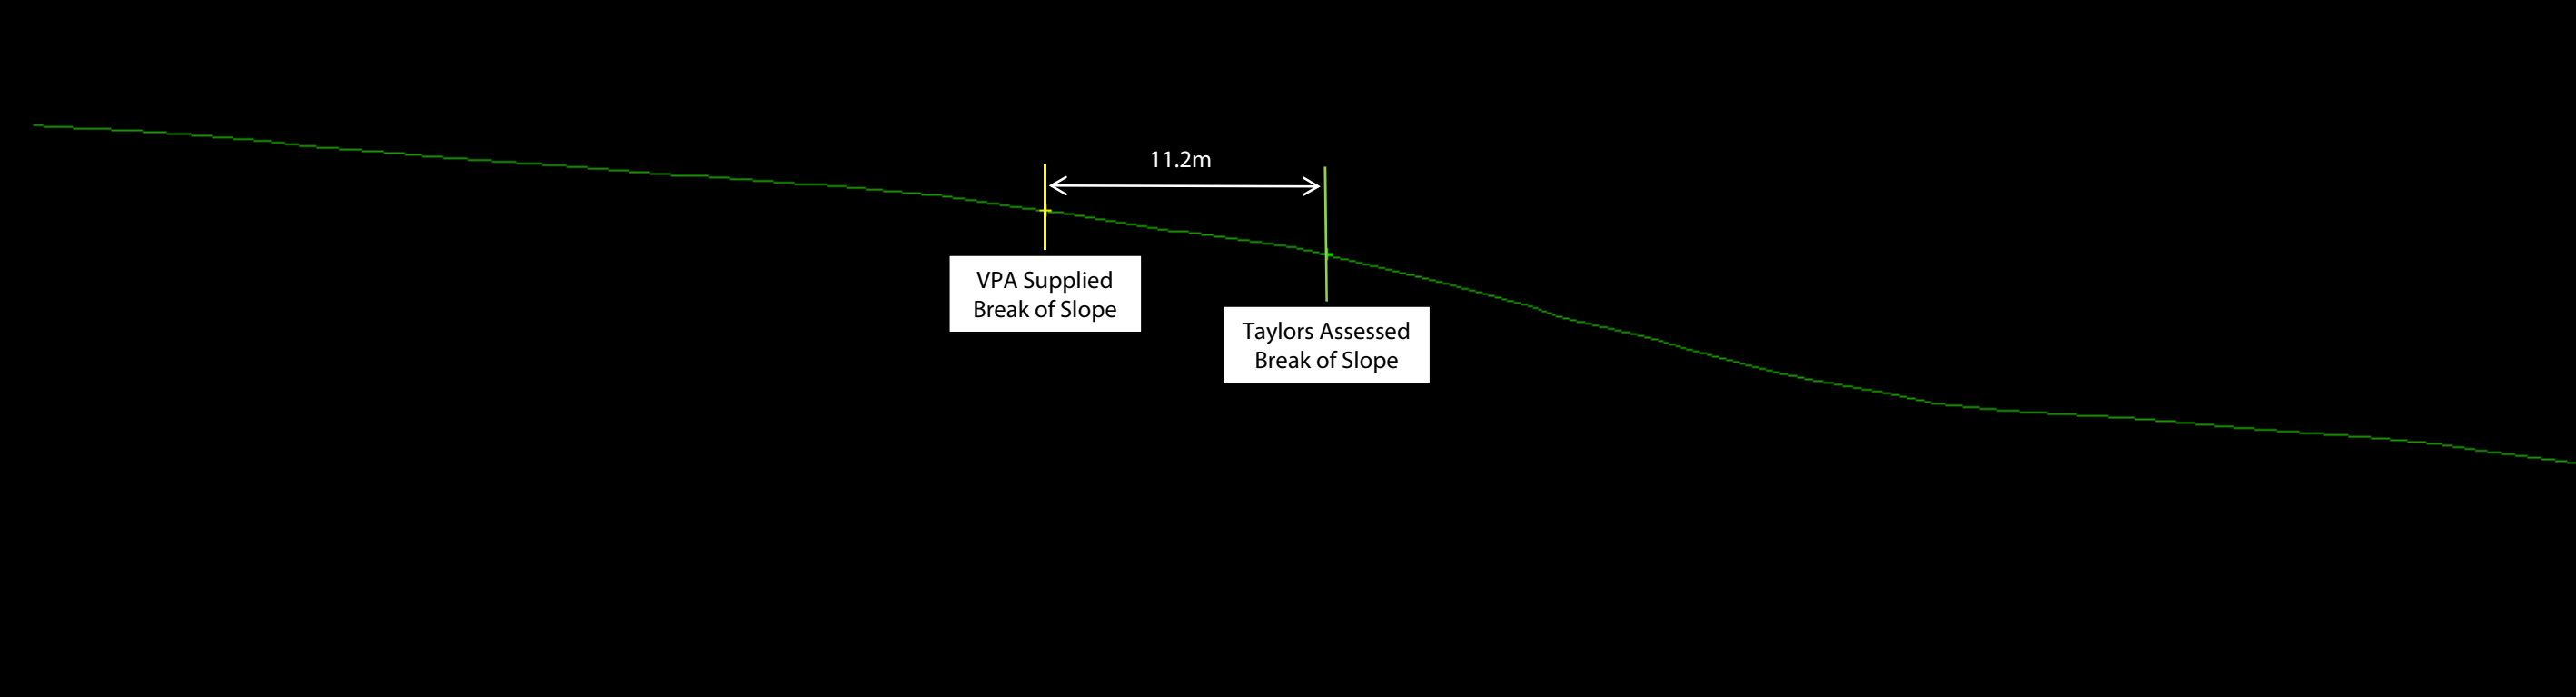 11.2m
VPA Supplied
Break of Slope
Taylors Assessed
Break of Slope